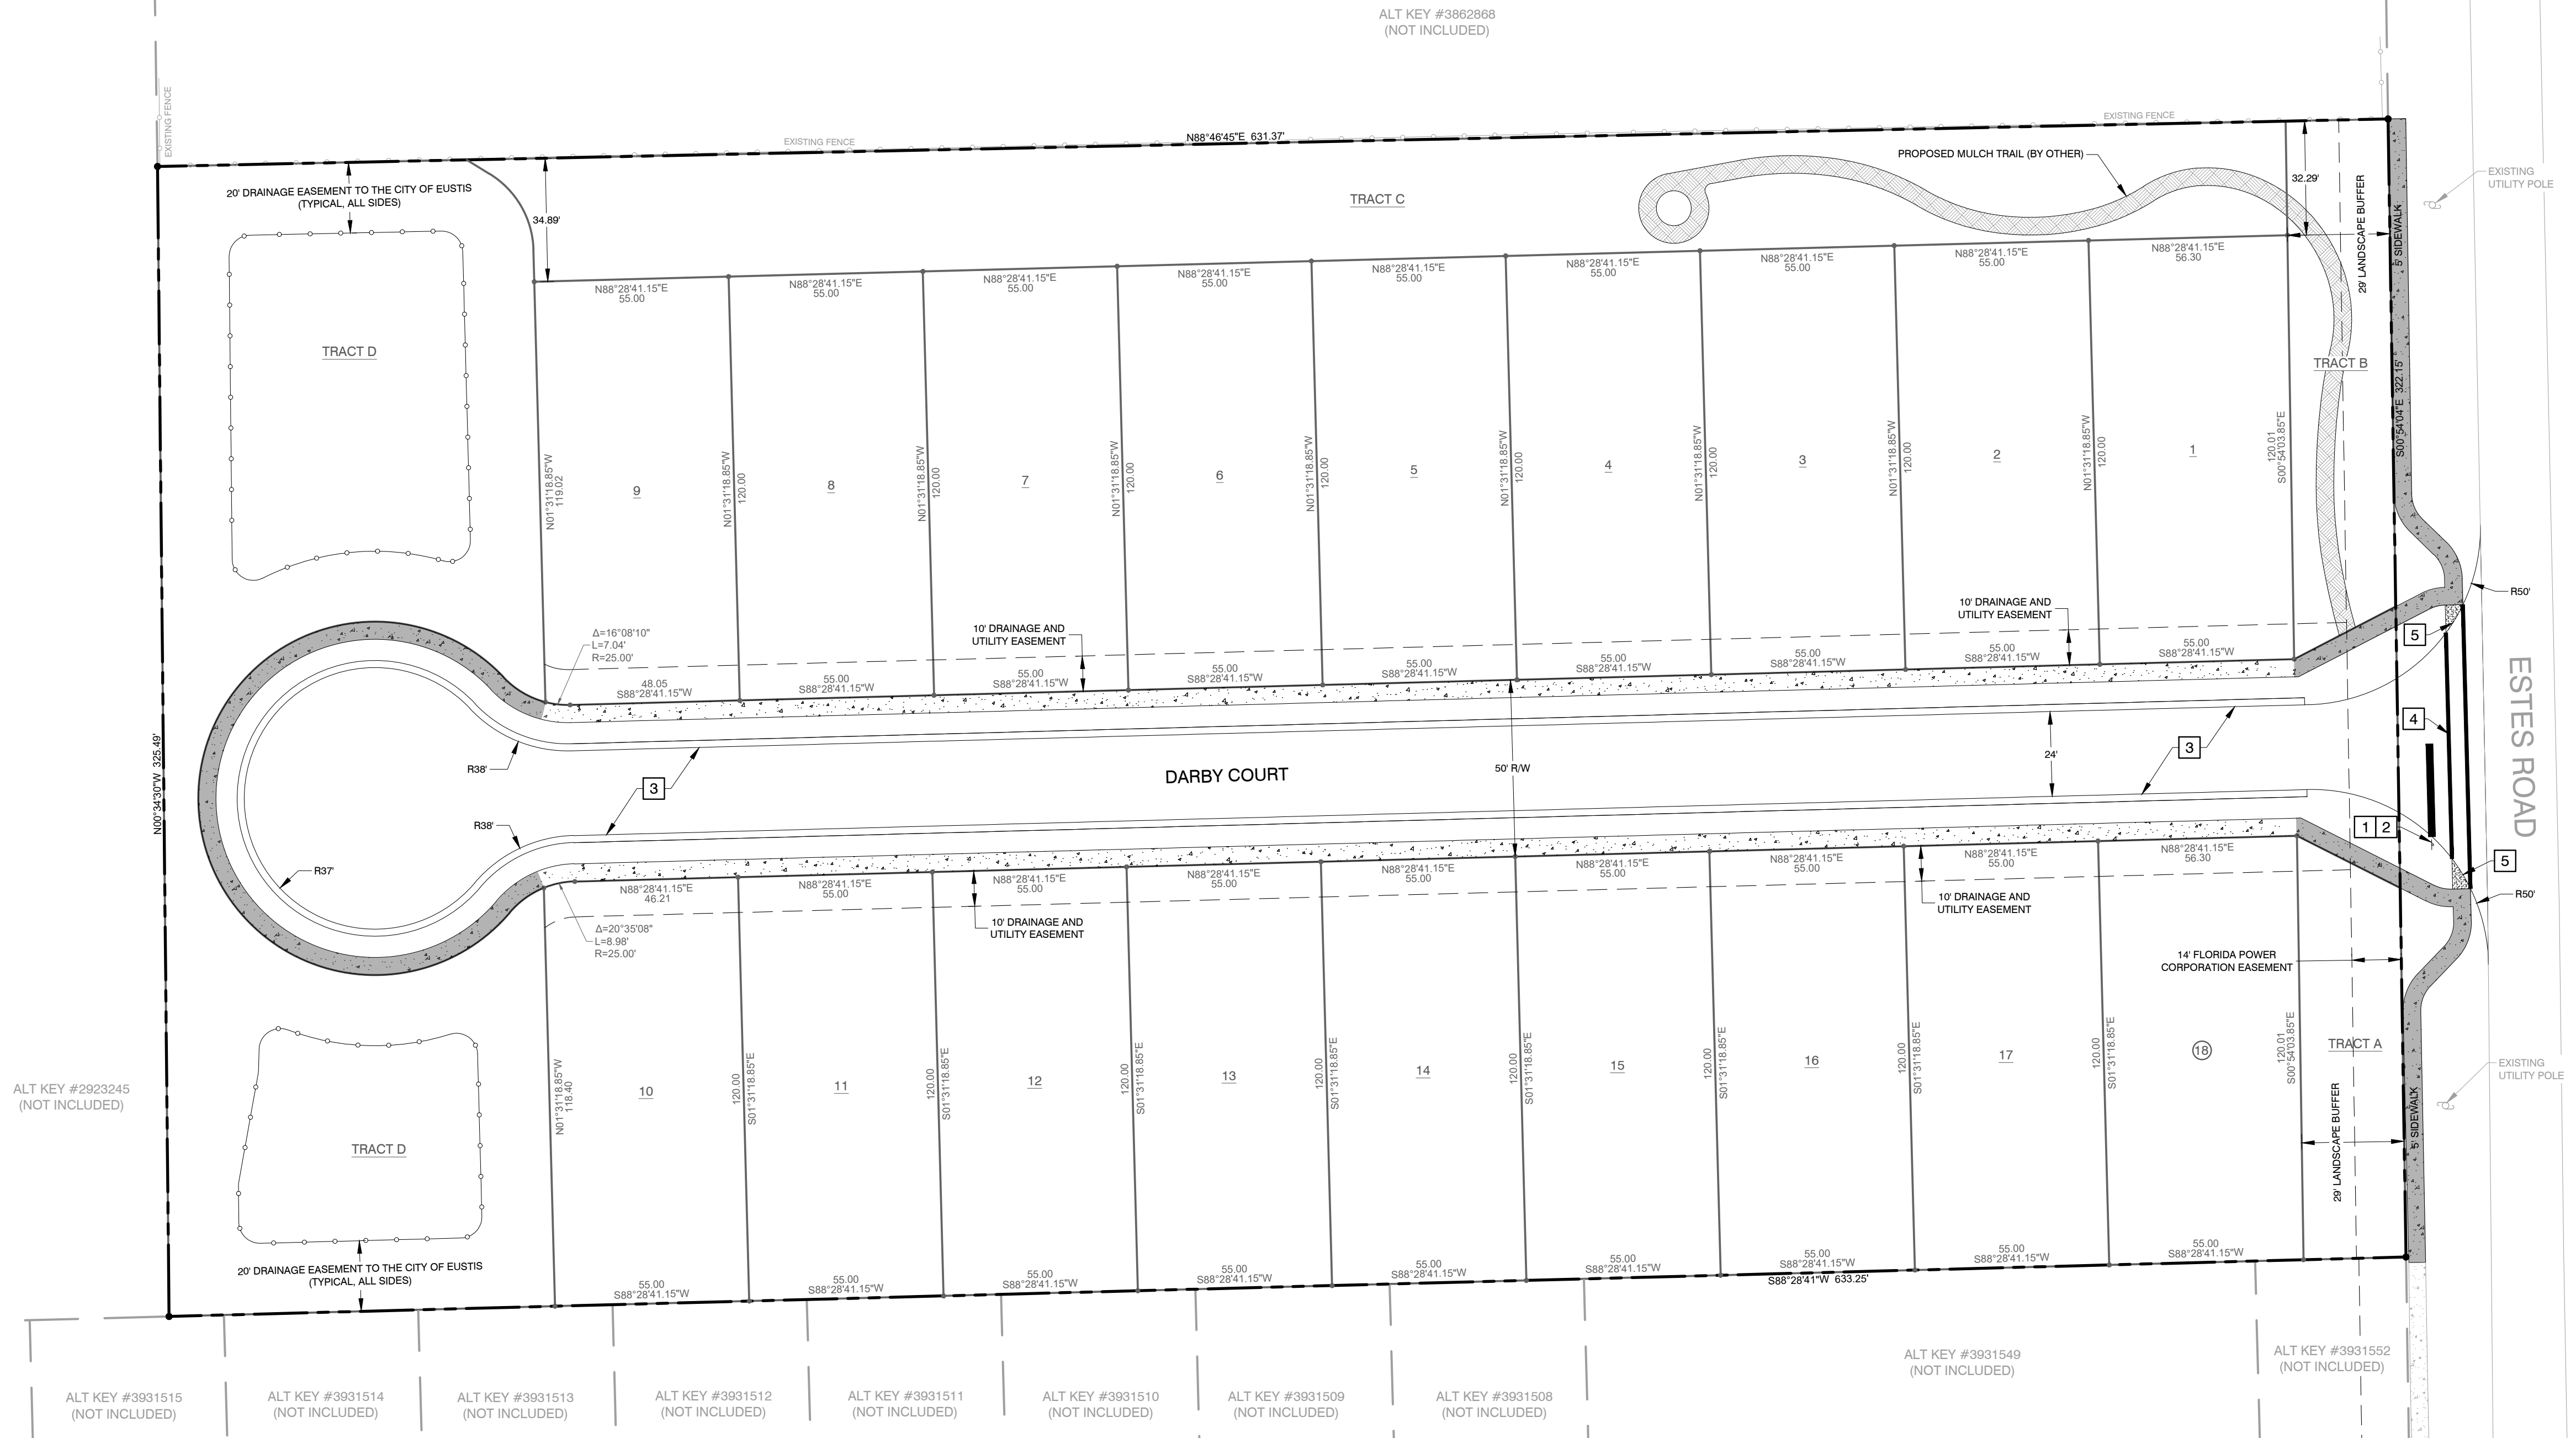 ALT KEY #3862868
(NOT INCLUDED)
EXISTING FENCE
EXISTING FENCE
N88°46'45"E 631.37'
EXISTING FENCE
20' DRAINAGE EASEMENT TO THE CITY OF EUSTIS
(TYPICAL, ALL SIDES)
34.89'
TRACT C
PROPOSED MULCH TRAIL (BY OTHER)
32.29'
29' LANDSCAPE BUFFER
5' SIDEWALK
EXISTING
UTILITY POLE
N88°28'41.15"E
55.00
N88°28'41.15"E
55.00
N88°28'41.15"E
55.00
N88°28'41.15"E
55.00
N88°28'41.15"E
55.00
N88°28'41.15"E
55.00
N88°28'41.15"E
55.00
N88°28'41.15"E
55.00
N88°28'41.15"E
56.30
TRACT D
TRACT B
S00°54'04"E 322.15'
N01°31'18.85"W
119.02
9
N01°31'18.85"W
120.00
8
N01°31'18.85"W
120.00
7
N01°31'18.85"W
120.00
6
N01°31'18.85"W
120.00
5
N01°31'18.85"W
120.00
4
N01°31'18.85"W
120.00
3
N01°31'18.85"W
120.00
2
N01°31'18.85"W
120.00
1
120.01
S00°54'03.85"E
Δ=16°08'10"
L=7.04'
R=25.00'
10' DRAINAGE AND
UTILITY EASEMENT
10' DRAINAGE AND
UTILITY EASEMENT
R50'
5
48.05
S88°28'41.15"W
55.00
S88°28'41.15"W
55.00
S88°28'41.15"W
55.00
S88°28'41.15"W
55.00
S88°28'41.15"W
55.00
S88°28'41.15"W
55.00
S88°28'41.15"W
55.00
S88°28'41.15"W
55.00
S88°28'41.15"W
4
ESTES ROAD
N00°34'30"W 325.49'
R38'
3
DARBY COURT
50' R/W
24'
3
R38'
R37'
1 2
5
R50'
N88°28'41.15"E
46.21
N88°28'41.15"E
55.00
N88°28'41.15"E
55.00
N88°28'41.15"E
55.00
N88°28'41.15"E
55.00
N88°28'41.15"E
55.00
N88°28'41.15"E
55.00
N88°28'41.15"E
55.00
N88°28'41.15"E
56.30
Δ=20°35'08"
L=8.98'
R=25.00'
10' DRAINAGE AND
UTILITY EASEMENT
10' DRAINAGE AND
UTILITY EASEMENT
14' FLORIDA POWER
CORPORATION EASEMENT
N01°31'18.85"W
118.40
10
120.00
S01°31'18.85"E
11
120.00
S01°31'18.85"E
12
120.00
S01°31'18.85"E
13
120.00
S01°31'18.85"E
14
120.00
S01°31'18.85"E
15
120.00
S01°31'18.85"E
16
120.00
S01°31'18.85"E
17
120.00
S01°31'18.85"E
18
120.01
S00°54'03.85"E
TRACT A
29' LANDSCAPE BUFFER
5' SIDEWALK
EXISTING
UTILITY POLE
ALT KEY #2923245
(NOT INCLUDED)
TRACT D
20' DRAINAGE EASEMENT TO THE CITY OF EUSTIS
(TYPICAL, ALL SIDES)
55.00
S88°28'41.15"W
55.00
S88°28'41.15"W
55.00
S88°28'41.15"W
55.00
S88°28'41.15"W
55.00
S88°28'41.15"W
55.00
S88°28'41.15"W
55.00
S88°28'41.15"W
55.00
S88°28'41.15"W
55.00
S88°28'41.15"W
S88°28'41"W 633.25'
ALT KEY #3931515
(NOT INCLUDED)
ALT KEY #3931514
(NOT INCLUDED)
ALT KEY #3931513
(NOT INCLUDED)
ALT KEY #3931512
(NOT INCLUDED)
ALT KEY #3931511
(NOT INCLUDED)
ALT KEY #3931510
(NOT INCLUDED)
ALT KEY #3931509
(NOT INCLUDED)
ALT KEY #3931508
(NOT INCLUDED)
ALT KEY #3931549
(NOT INCLUDED)
ALT KEY #3931552
(NOT INCLUDED)